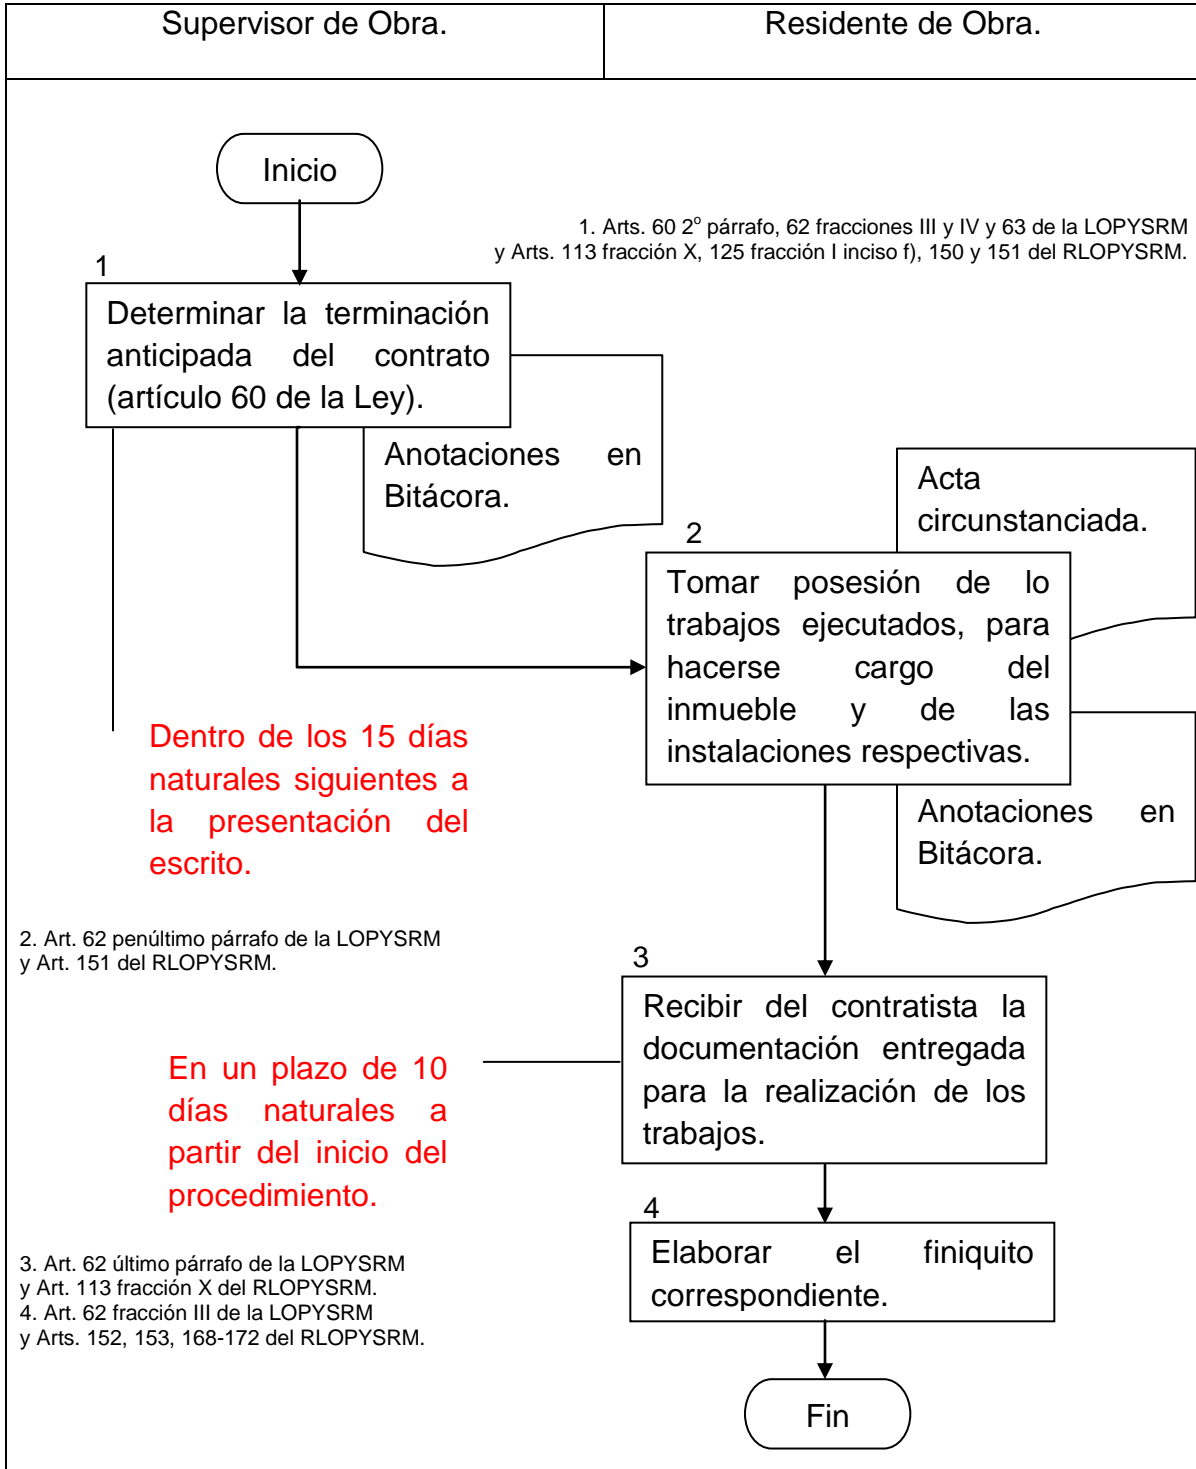 Supervisor de Obra.
Residente de Obra.
Inicio
1. Arts. 60 2º párrafo, 62 fracciones III y IV y 63 de la LOPYSRM
y Arts. 113 fracción X, 125 fracción I inciso f), 150 y 151 del RLOPYSRM.
1
Determinar la terminación
anticipada del contrato
(artículo 60 de la Ley).
Anotaciones en
Bitácora.
Acta
circunstanciada.
2
Tomar posesión de lo
trabajos ejecutados, para
hacerse cargo del
inmueble y de las
instalaciones respectivas.
Dentro de los 15 días
naturales siguientes a
la presentación del
escrito.
Anotaciones en
Bitácora.
2. Art. 62 penúltimo párrafo de la LOPYSRM
y Art. 151 del RLOPYSRM.
3
Recibir del contratista la
documentación entregada
para la realización de los
trabajos.
En un plazo de 10
días naturales a
partir del inicio del
procedimiento.
4
Elaborar el finiquito
correspondiente.
3. Art. 62 último párrafo de la LOPYSRM
y Art. 113 fracción X del RLOPYSRM.
4. Art. 62 fracción III de la LOPYSRM
y Arts. 152, 153, 168-172 del RLOPYSRM.
Fin